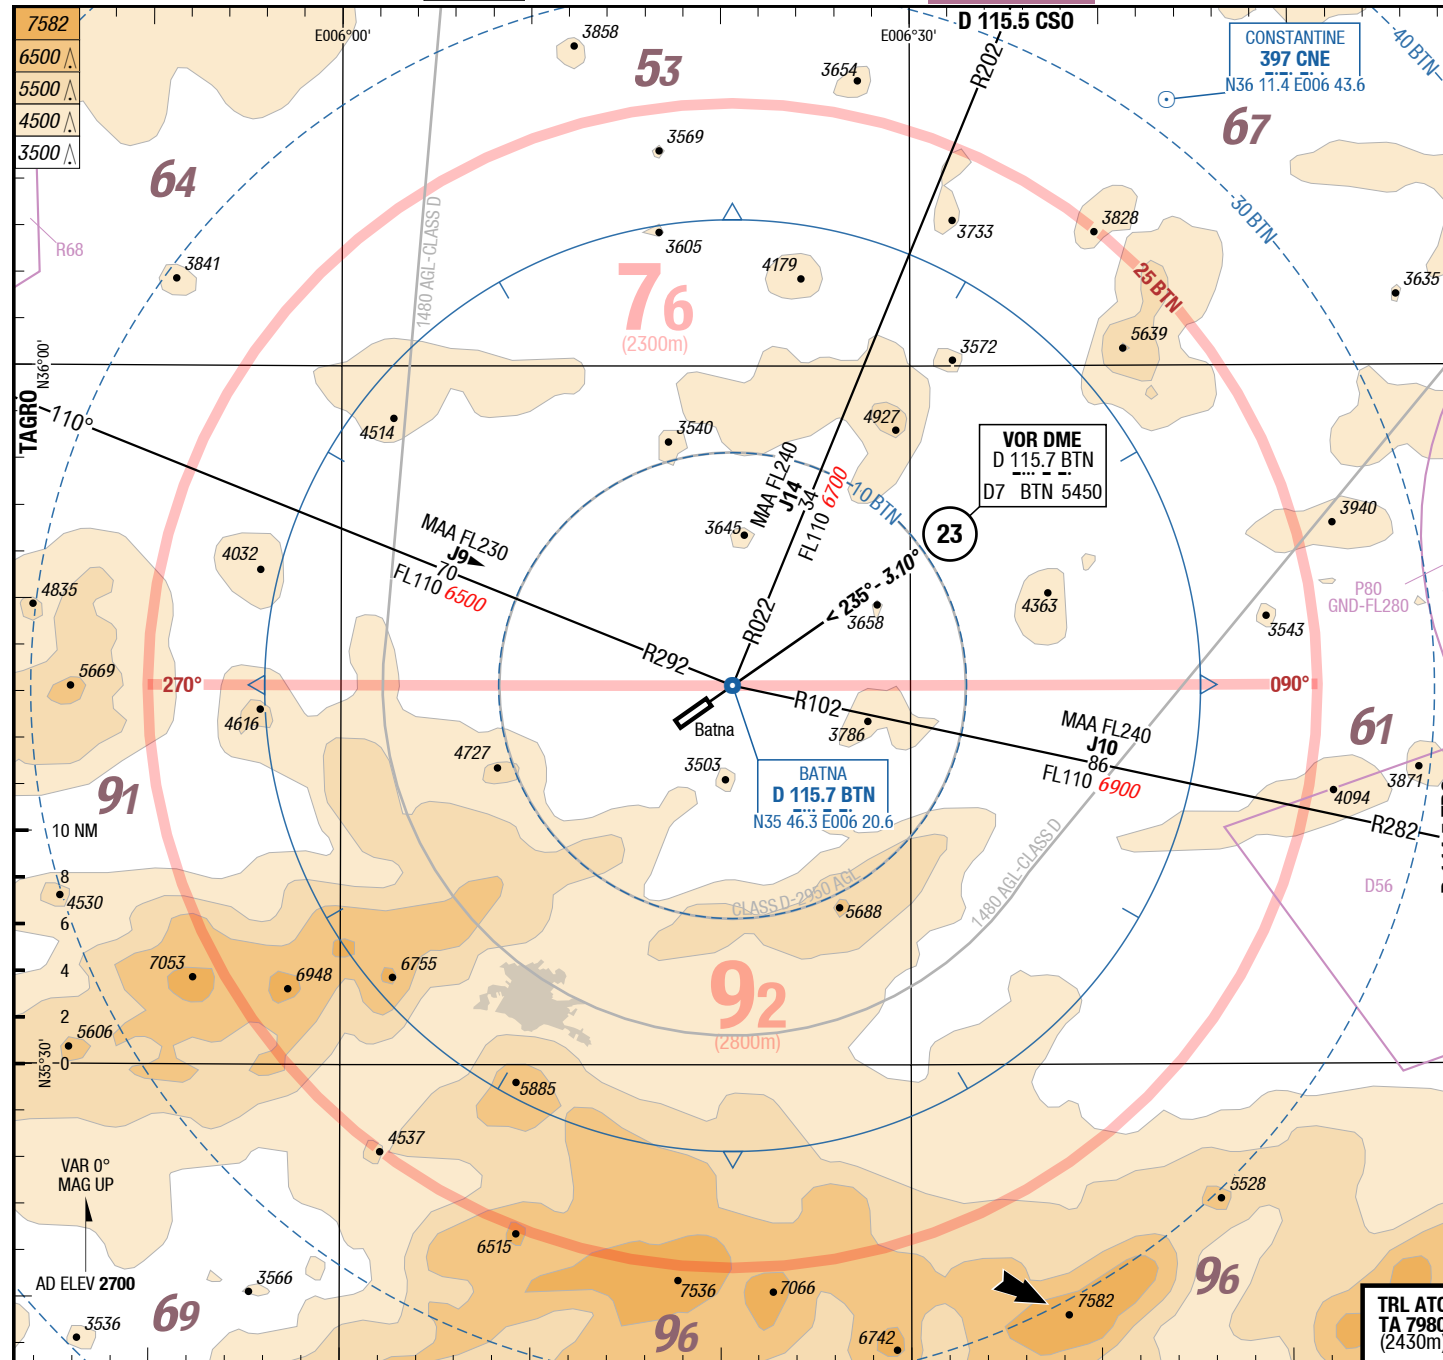 D 115.5 CSO
7582
6500
5500
4500
3500
E006°00'
E006°30'
3858
53
3654
R202
CONSTANTINE
397 CNE
N36 11.4 E006 43.6
40 BTN
67
64
3569
R68
3841
1480 AGL-CLASS D
3605
4179
3733
3828
30 BTN
76
(2300m)
25 BTN
3635
5639
3572
N36°00'
TAGRO
110°
4514
3540
4927
VOR DME
D 115.7 BTN
D7 BTN 5450
MAA FL240
J14
34
FL110 6700
10 BTN
23
3940
3645
MAA FL230
J9
70
FL110 6500
4032
4835
< 235° - 3.10°
3658
4363
P80
GND-FL280
3543
R022
R292
5669
270°
090°
R102
4616
Batna
3786
MAA FL240
J10
86
FL110 6900
61
4727
3503
BATNA
D 115.7 BTN
N35 46.3 E006 20.6
3871
4094
R282
91
10 NM
8
6
4
2
0
4530
CLASS D-2950 AGL
1480 AGL-CLASS D
D56
5688
7053
6948
6755
92
(2800m)
5606
N35°30'
5885
4537
VAR 0°
MAG UP
AD ELEV 2700
5528
6515
3566
3536
69
7536
7066
96
6742
7582
96
TRL ATC
TA 7980
(2430m)